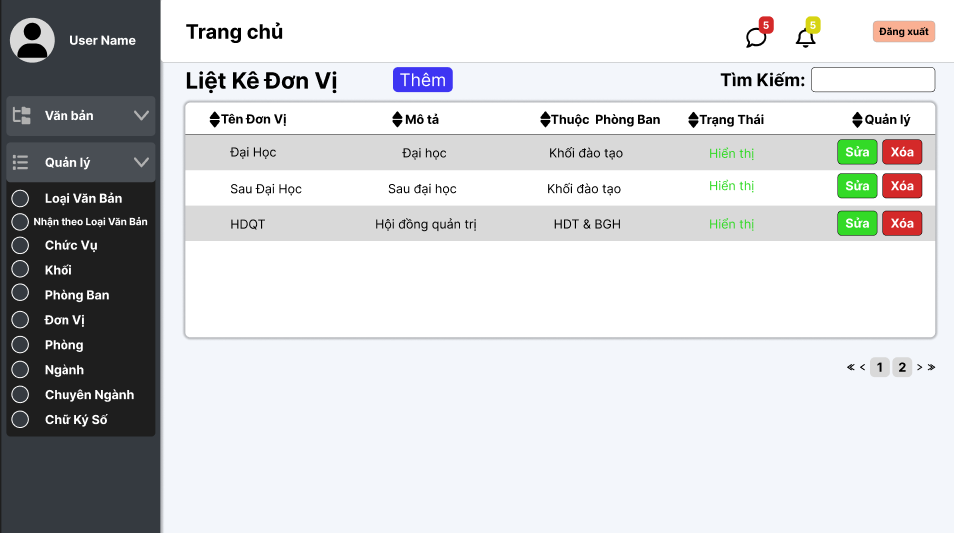 User Name
Trang chủ
5
5
Đăng xuất
Văn bản
Quản lý
Loại Văn Bản
Nhận theo Loại Văn Bản
Chức Vụ
Khối
Phòng Ban
Đơn Vị
Phòng
Ngành
Chuyên Ngành
Chữ Ký Số
Liệt Kê Đơn Vị
Thêm
Tìm Kiếm:
Tên Đơn Vị Mô tả Thuộc Phòng Ban Trạng Thái Quản lý
Đại Học Đại học Khối đào tạo Hiển thị Sửa Xóa
Sau Đại Học Sau đại học Khối đào tạo Hiển thị Sửa Xóa
HDQT Hội đồng quản trị HDT & BGH Hiển thị Sửa Xóa
« < 1 2 > »